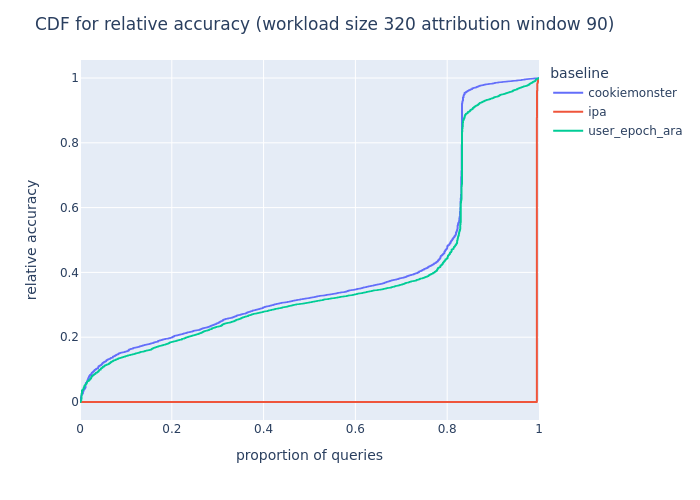 CDF for relative accuracy (workload size 320 attribution window 90)
baseline
cookiemonster
ipa
user_epoch_ara
relative accuracy
1
0.8
0.6
0.4
0.2
0
0 0.2 0.4 0.6 0.8 1
proportion of queries